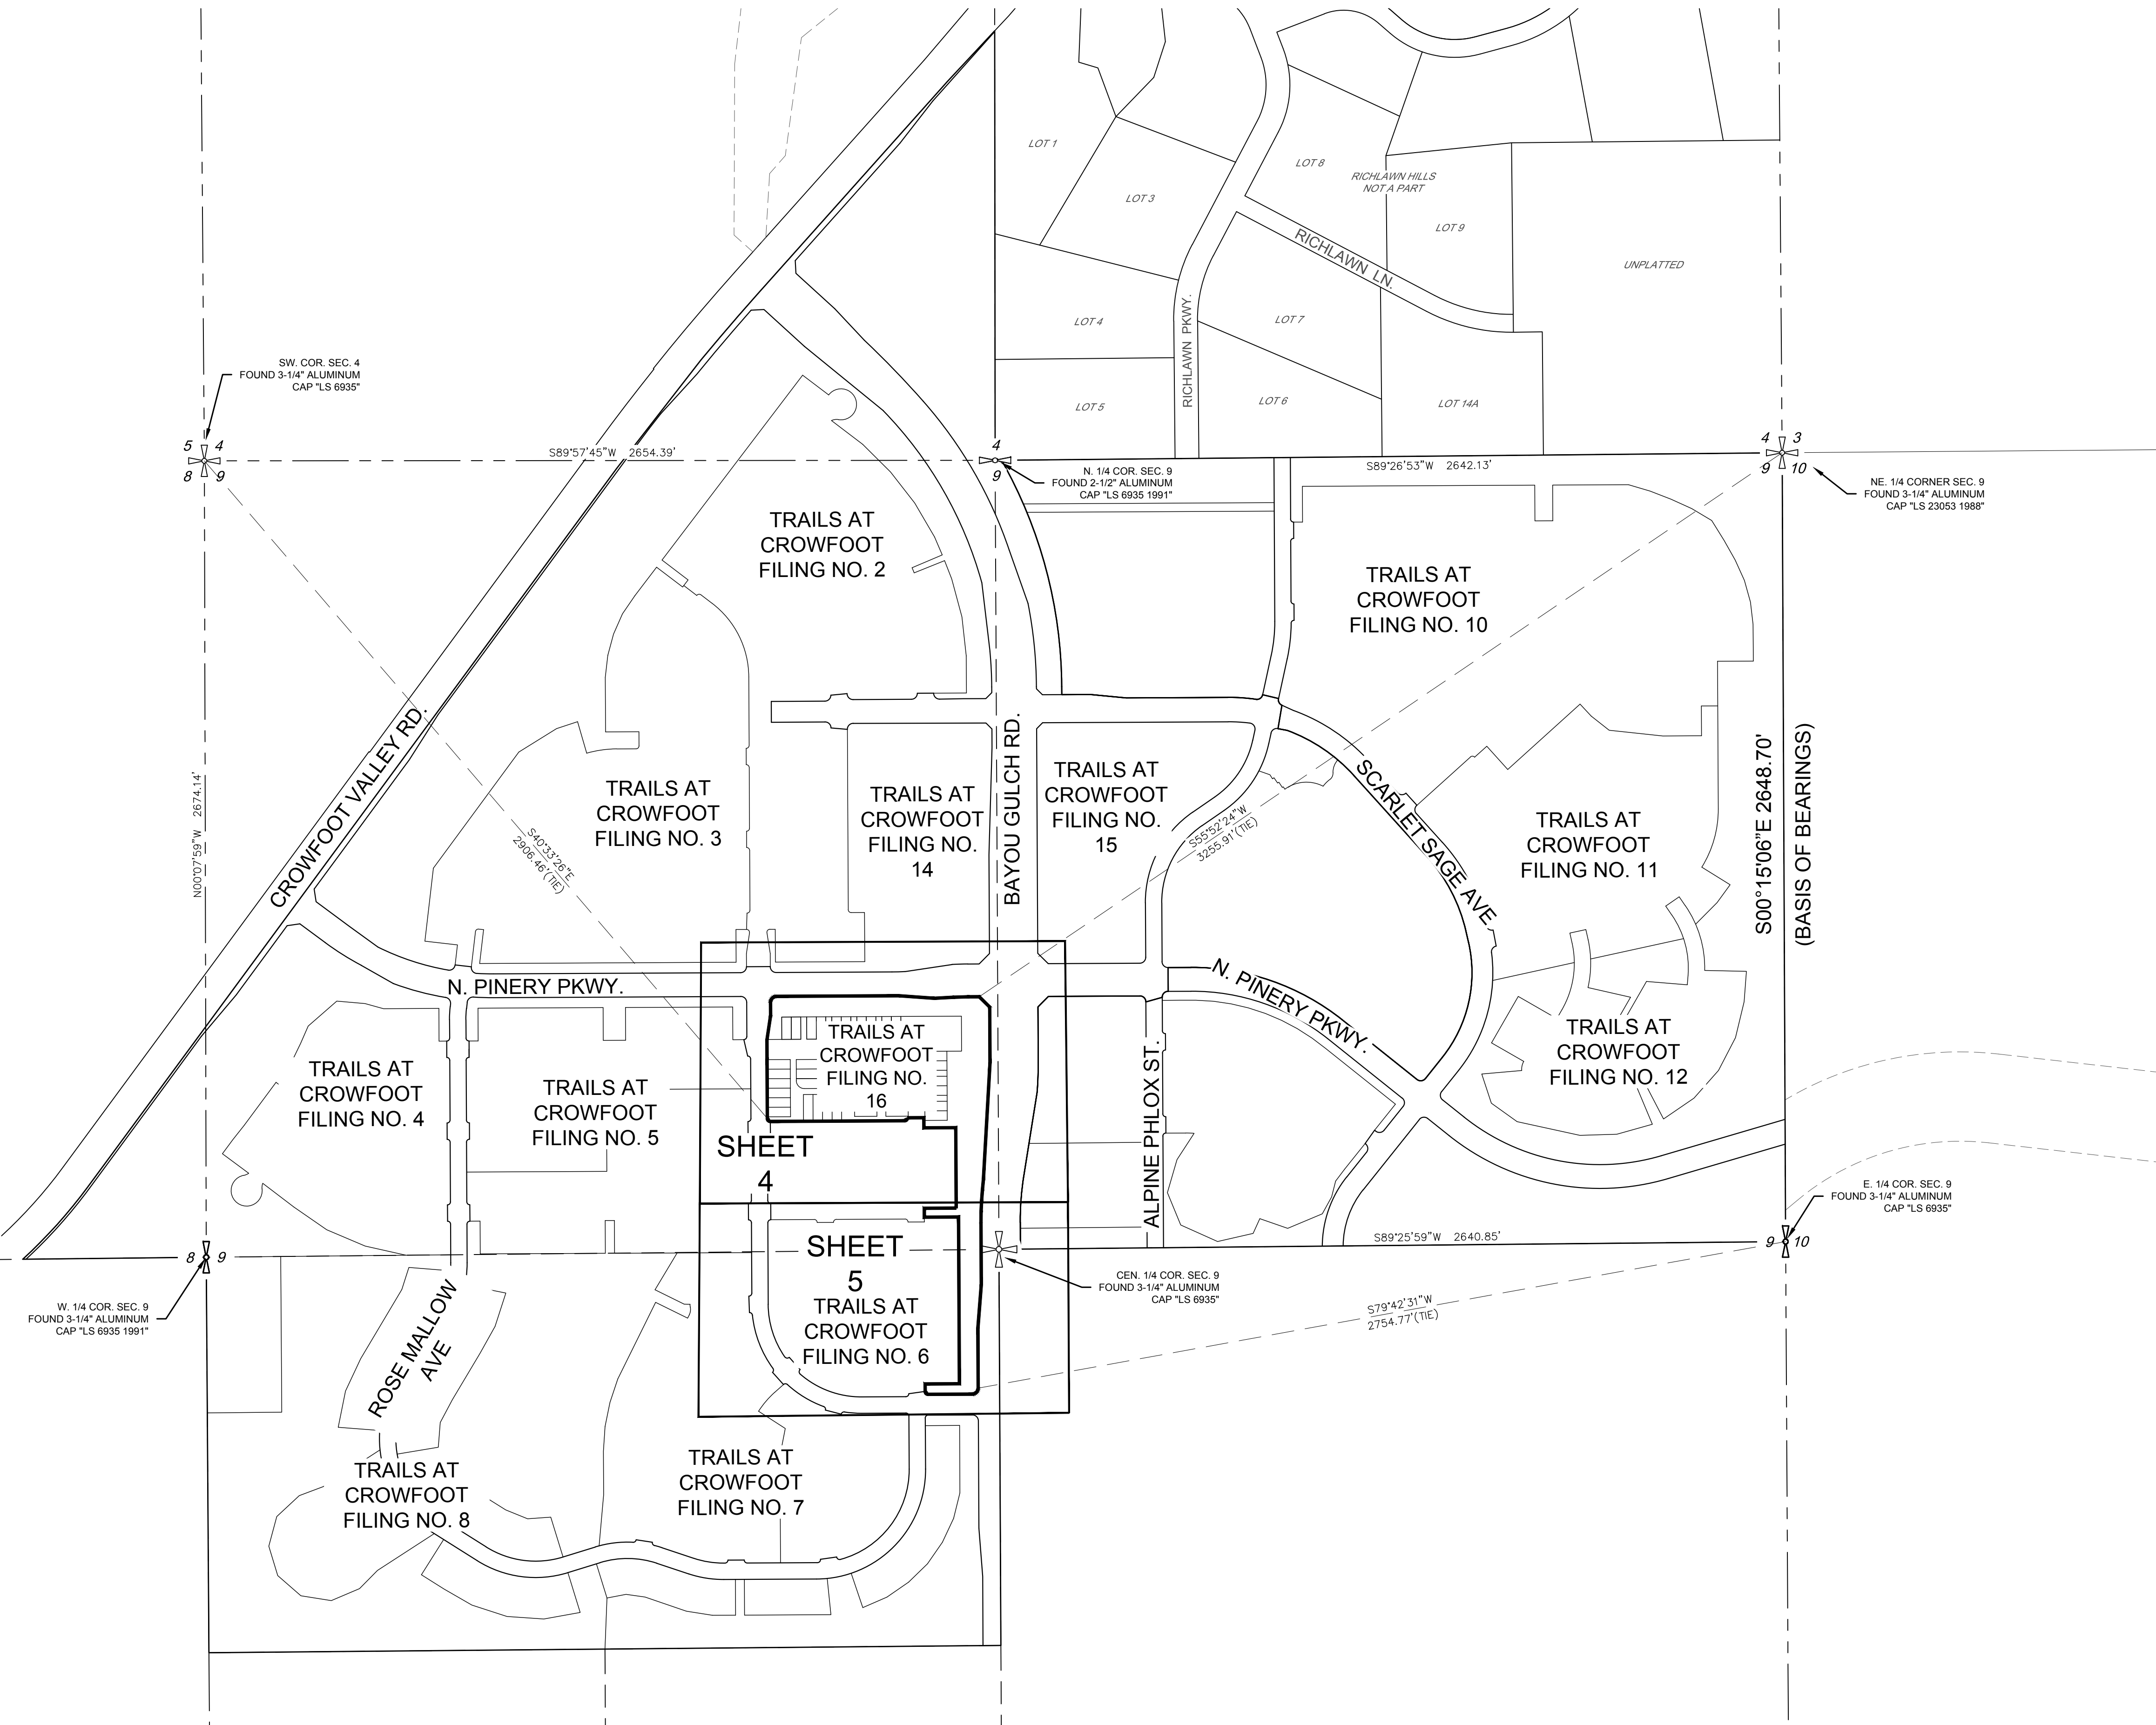 LOT 1
LOT 3
LOT 8
RICHLAWN HILLS
NOT A PART
LOT 9
RICHLAWN LN.
UNPLATTED
RICHLAWN PKWY.
LOT 4
LOT 7
LOT 5
LOT 6
LOT 14A
SW. COR. SEC. 4
FOUND 3-1/4" ALUMINUM
CAP "LS 6935"
5 4
8 9
S89°57'45"W 2654.39'
4
9
N. 1/4 COR. SEC. 9
FOUND 2-1/2" ALUMINUM
CAP "LS 6935 1991"
S89°26'53"W 2642.13'
4 3
9 10
NE. 1/4 CORNER SEC. 9
FOUND 3-1/4" ALUMINUM
CAP "LS 23053 1988"
TRAILS AT
CROWFOOT
FILING NO. 2
TRAILS AT
CROWFOOT
FILING NO. 10
N00°07'59"W 2674.14'
CROWFOOT VALLEY RD.
TRAILS AT
CROWFOOT
FILING NO. 3
S40°33'26"E
2906.46'(TIE)
TRAILS AT
CROWFOOT
FILING NO.
14
BAYOU GULCH RD.
TRAILS AT
CROWFOOT
FILING NO.
15
S55°52'24"W
3255.91'(TIE)
SCARLET SAGE AVE.
TRAILS AT
CROWFOOT
FILING NO. 11
S00°15'06"E 2648.70'
(BASIS OF BEARINGS)
N. PINERY PKWY.
N. PINERY PKWY.
TRAILS AT
CROWFOOT
FILING NO. 4
TRAILS AT
CROWFOOT
FILING NO. 5
TRAILS AT
CROWFOOT
FILING NO.
16
ALPINE PHLOX ST.
TRAILS AT
CROWFOOT
FILING NO. 12
SHEET
4
SHEET
5
TRAILS AT
CROWFOOT
FILING NO. 6
8 9
W. 1/4 COR. SEC. 9
FOUND 3-1/4" ALUMINUM
CAP "LS 6935 1991"
CEN. 1/4 COR. SEC. 9
FOUND 3-1/4" ALUMINUM
CAP "LS 6935"
S89°25'59"W 2640.85'
E. 1/4 COR. SEC. 9
FOUND 3-1/4" ALUMINUM
CAP "LS 6935"
9 10
S79°42'31"W
2754.77'(TIE)
ROSE MALLOW
AVE
TRAILS AT
CROWFOOT
FILING NO. 8
TRAILS AT
CROWFOOT
FILING NO. 7